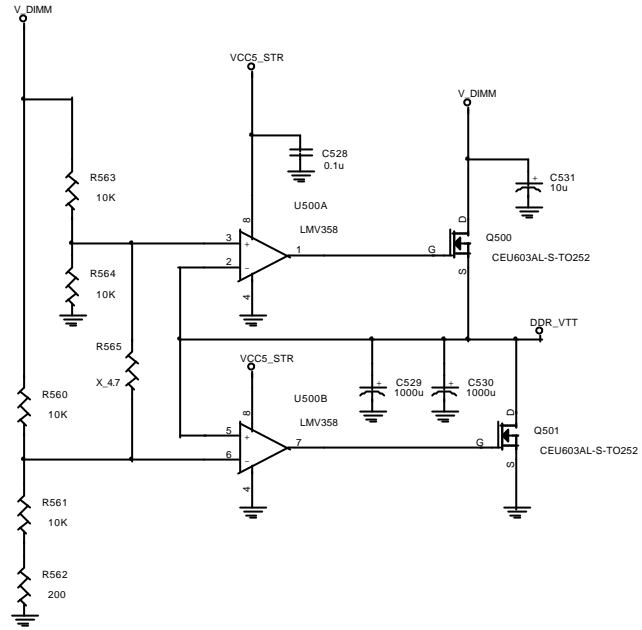 V_DIMM
VCC5_STR
V_DIMM
C528
0.1u
R563
10K
C531
10u
U500A
LMV358
8
D
3
+
1
G
Q500
2
-
CEU603AL-S-TO252
S
R564
10K
4
DDR_VTT
R565
X_4.7
VCC5_STR
C529
1000u
C530
1000u
U500B
R560
10K
8
LMV358
D
5
+
7
G
Q501
6
-
CEU603AL-S-TO252
S
4
R561
10K
R562
200